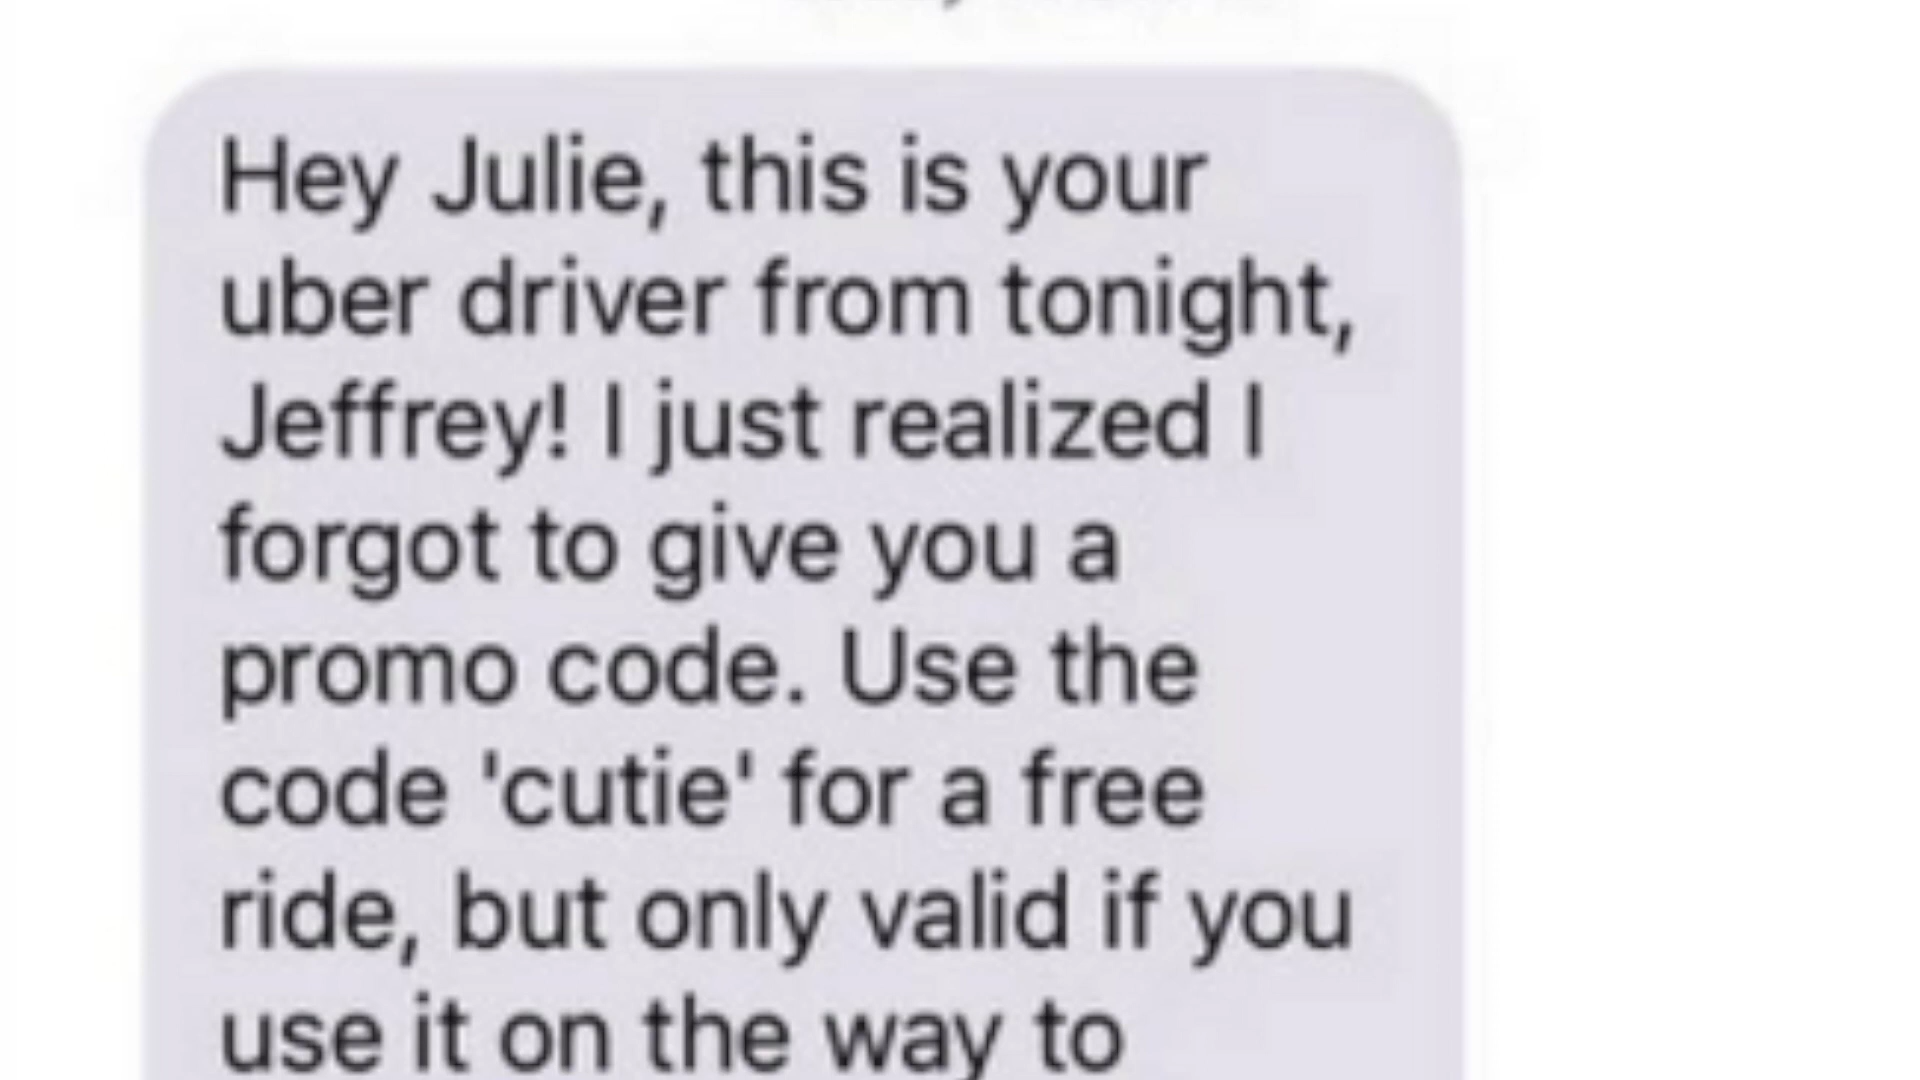 Hey Julie, this is your
uber driver from tonight,
Jeffrey! I just realized I
forgot to give you a
promo code. Use the
code 'cutie' for a free
ride, but only valid if you
use it on the way to